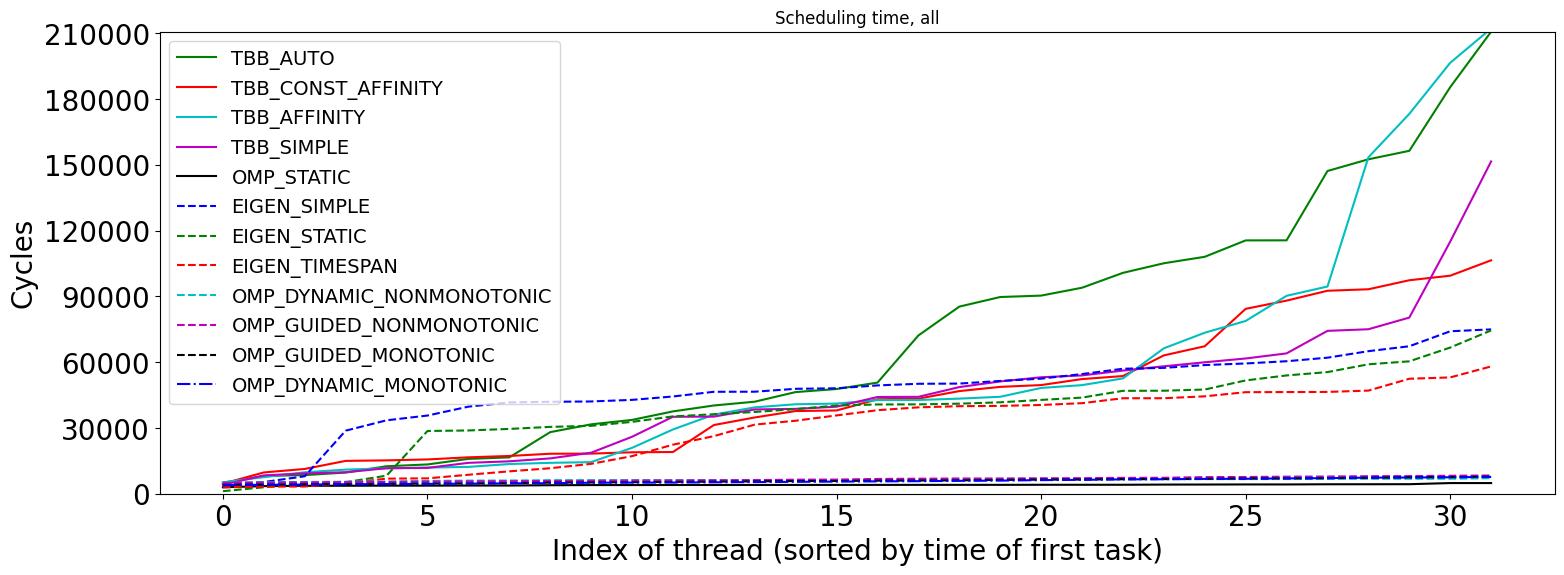 Scheduling time, all
210000
180000
150000
120000
90000
60000
30000
0
Cycles
TBB_AUTO
TBB_CONST_AFFINITY
TBB_AFFINITY
TBB_SIMPLE
OMP_STATIC
EIGEN_SIMPLE
EIGEN_STATIC
EIGEN_TIMESPAN
OMP_DYNAMIC_NONMONOTONIC
OMP_GUIDED_NONMONOTONIC
OMP_GUIDED_MONOTONIC
OMP_DYNAMIC_MONOTONIC
0 5 10 15 20 25 30
Index of thread (sorted by time of first task)